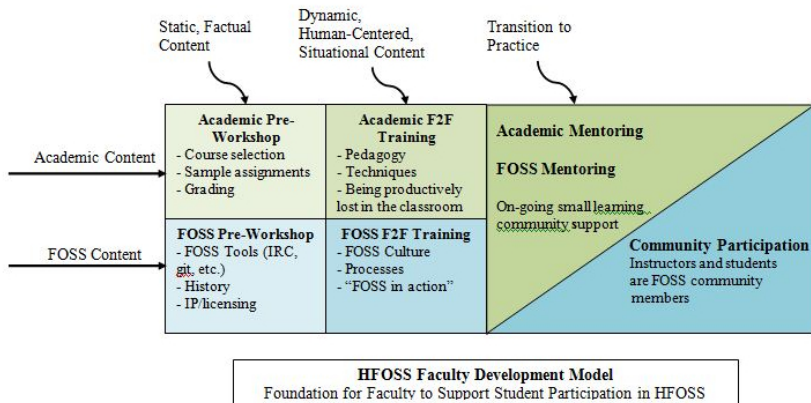 Static, Factual
Content
Dynamic,
Human-Centered,
Situational Content
Transition to
Practice
Academic Content
FOSS Content
Academic Pre-
Workshop
- Course selection
- Sample assignments
- Grading
Academic F2F
Training
- Pedagogy
- Techniques
- Being productively
lost in the classroom
FOSS Pre-Workshop
- FOSS Tools (IRC,
git, etc.)
- History
- IP/licensing
FOSS F2F Training
- FOSS Culture
- Processes
- “FOSS in action”
Academic Mentoring
FOSS Mentoring
On-going small learning
community support
Community Participation
Instructors and students
are FOSS community
members
HFOSS Faculty Development Model
Foundation for Faculty to Support Student Participation in HFOSS